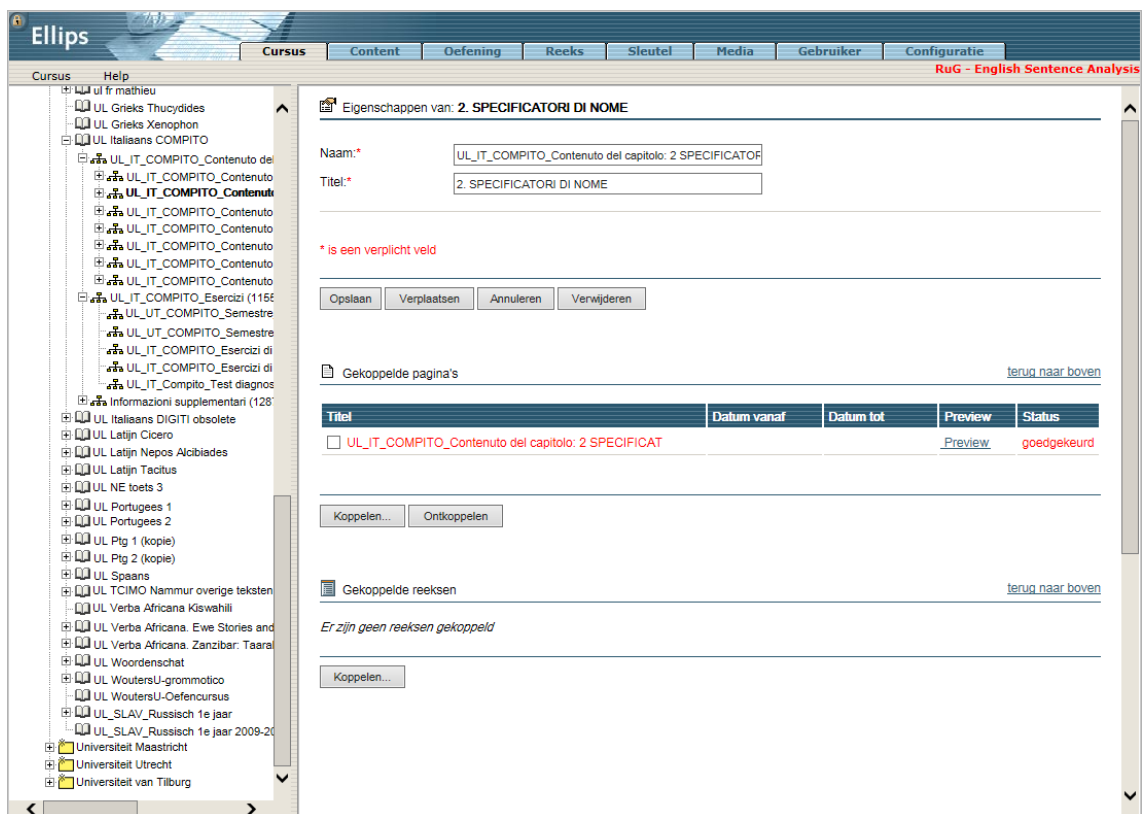 Ellips
Cursus Content Oefening Reeks Sleutel Media Gebruiker Configuratie
Cursus Help
RuG - English Sentence Analysis
ul fr mathieu
UL Grieks Thucydides
UL Grieks Xenophon
UL Italiaans COMPITO
UL_IT_COMPITO_Contenuto del
UL_IT_COMPITO_Contenuto
UL_IT_COMPITO_Contenuto
UL_IT_COMPITO_Contenuto
UL_IT_COMPITO_Contenuto
UL_IT_COMPITO_Contenuto
UL_IT_COMPITO_Contenuto
UL_IT_COMPITO_Contenuto
UL_IT_COMPITO_Esercizi (1155
UL_UT_COMPITO_Semestre
UL_UT_COMPITO_Semestre
UL_IT_COMPITO_Esercizi di
UL_IT_COMPITO_Esercizi di
UL_IT_Compito_Test diagnos
Informazioni supplementari (1287
UL Italiaans DIGITI obsolete
UL Latijn Cicero
UL Latijn Nepos Alcibiades
UL Latijn Tacitus
UL NE toets 3
UL Portugees 1
UL Portugees 2
UL Ptg 1 (kopie)
UL Ptg 2 (kopie)
UL Spaans
UL TCIMO Nammur overige teksten
UL Verba Africana Kiswahili
UL Verba Africana. Ewe Stories and
UL Verba Africana. Zanzibar: Taaral
UL Woordenschat
UL WoutersU-grommotico
UL WoutersU-Oefencursus
UL_SLAV_Russisch 1e jaar
UL_SLAV_Russisch 1e jaar 2009-20
Universiteit Maastricht
Universiteit Utrecht
Universiteit van Tilburg
Eigenschappen van: 2. SPECIFICATORI DI NOME
Naam:* UL_IT_COMPITO_Contenuto del capitolo: 2 SPECIFICATOR
Titel:* 2. SPECIFICATORI DI NOME
* is een verplicht veld
Opslaan Verplaatsen Annuleren Verwijderen
Gekoppelde pagina's terug naar boven
Titel Datum vanaf Datum tot Preview Status
UL_IT_COMPITO_Contenuto del capitolo: 2 SPECIFICAT Preview goedgekeurd
Koppelen... Ontkoppelen
Gekoppelde reeksen terug naar boven
Er zijn geen reeksen gekoppeld
Koppelen...